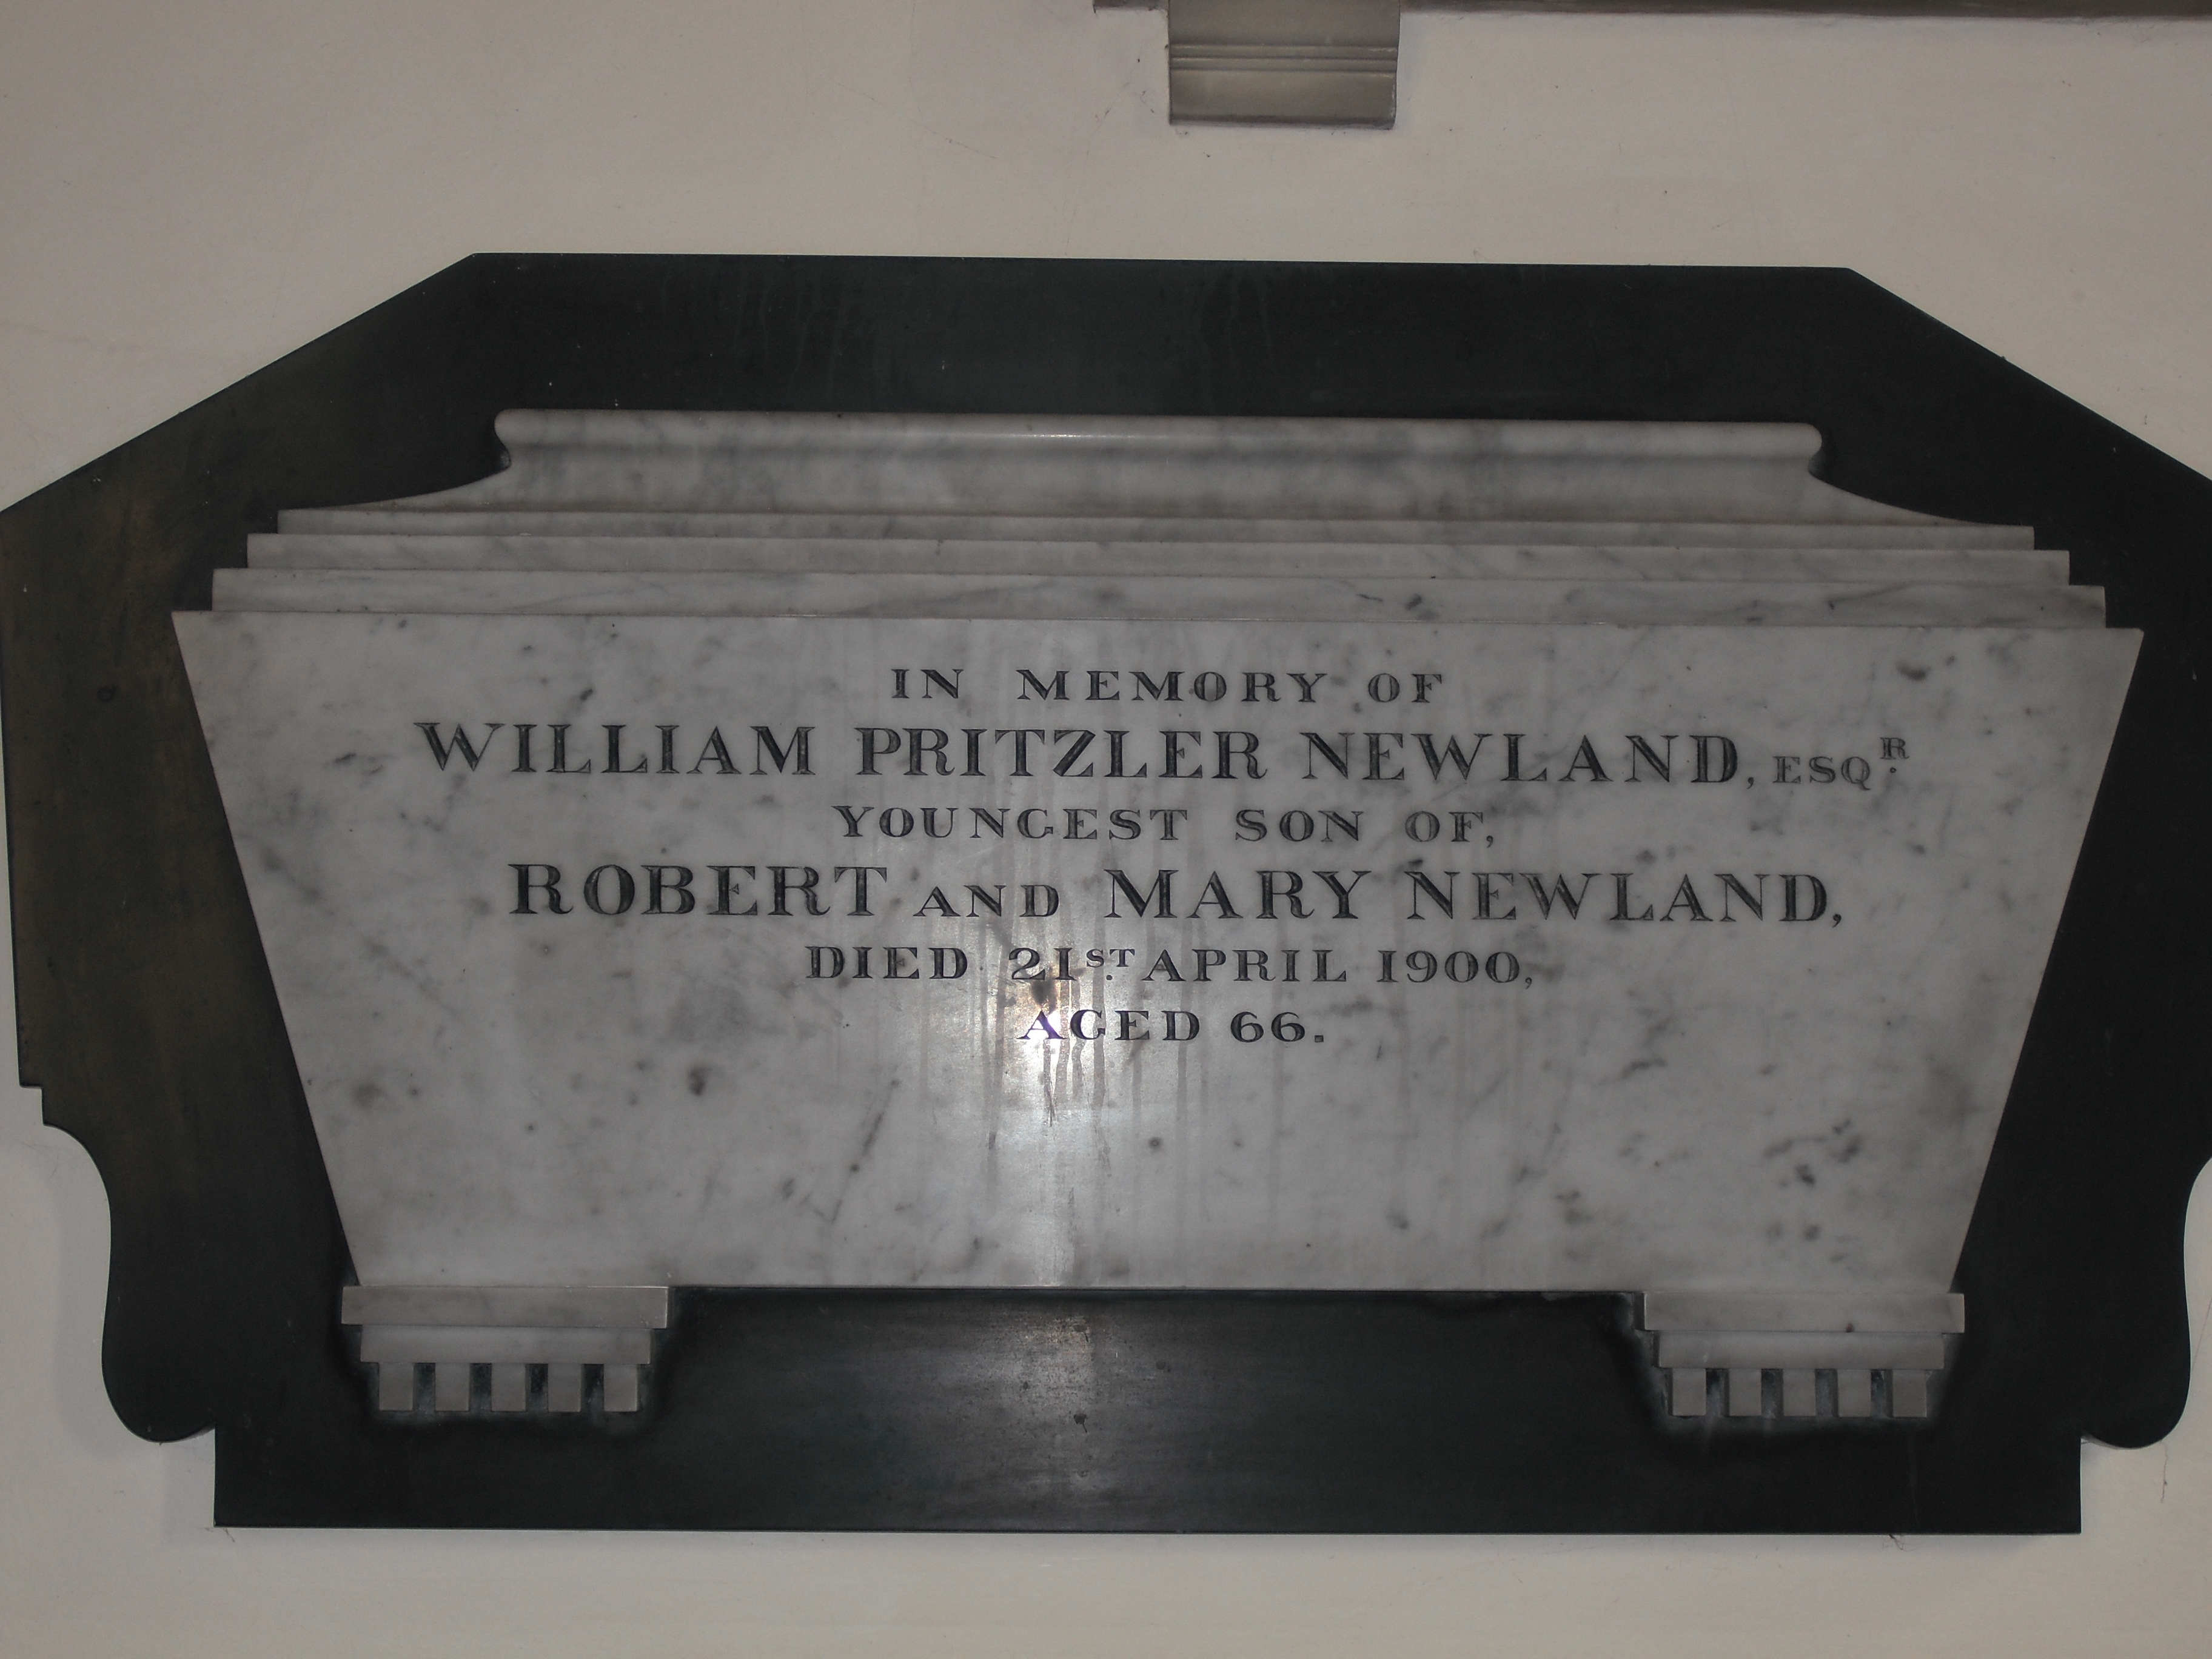 IN MEMORY OF
WILLIAM PRITZLER NEWLAND, ESQR.
YOUNGEST SON OF,
ROBERT AND MARY NEWLAND,
DIED 21ST. APRIL 1900,
AGED 66.